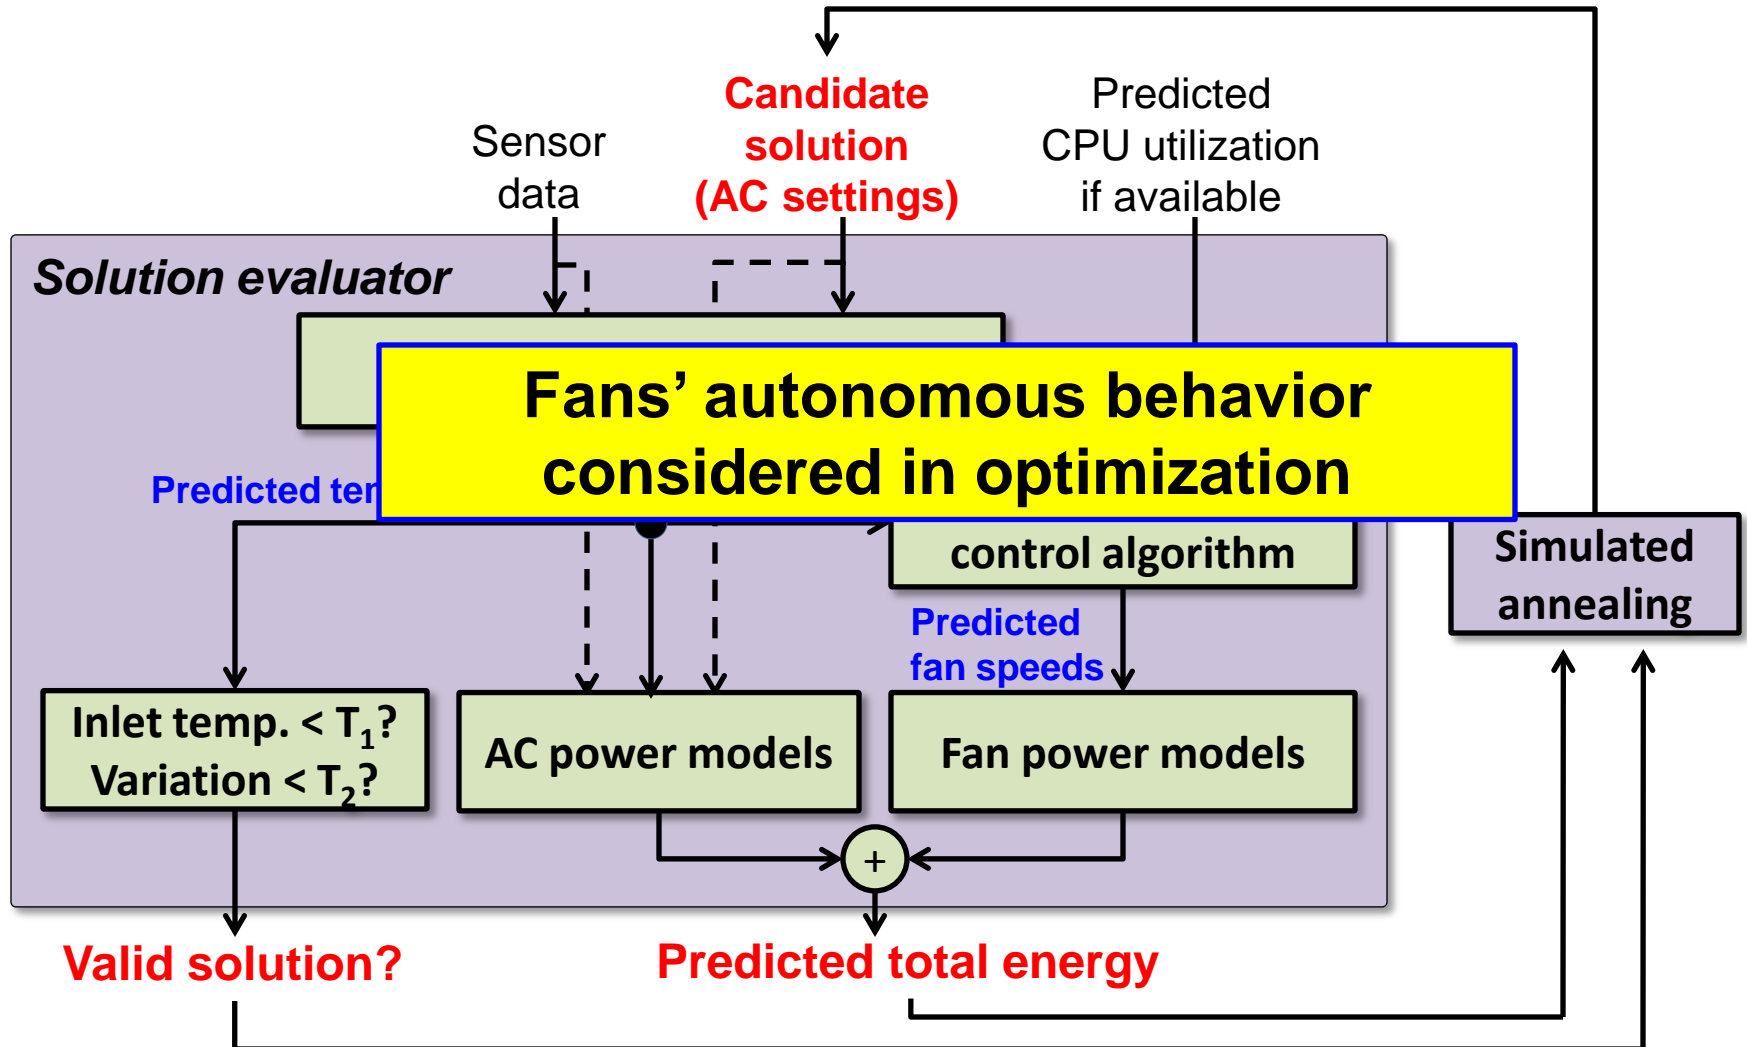 Candidate
solution
(AC settings)
Predicted
CPU utilization
if available
Sensor
data
Solution evaluator
Fans’ autonomous behavior
considered in optimization
Predicted
control algorithm
Simulated
annealing
Predicted
fan speeds
Inlet temp. < T₁?
Variation < T₂?
AC power models
Fan power models
+
Valid solution?
Predicted total energy